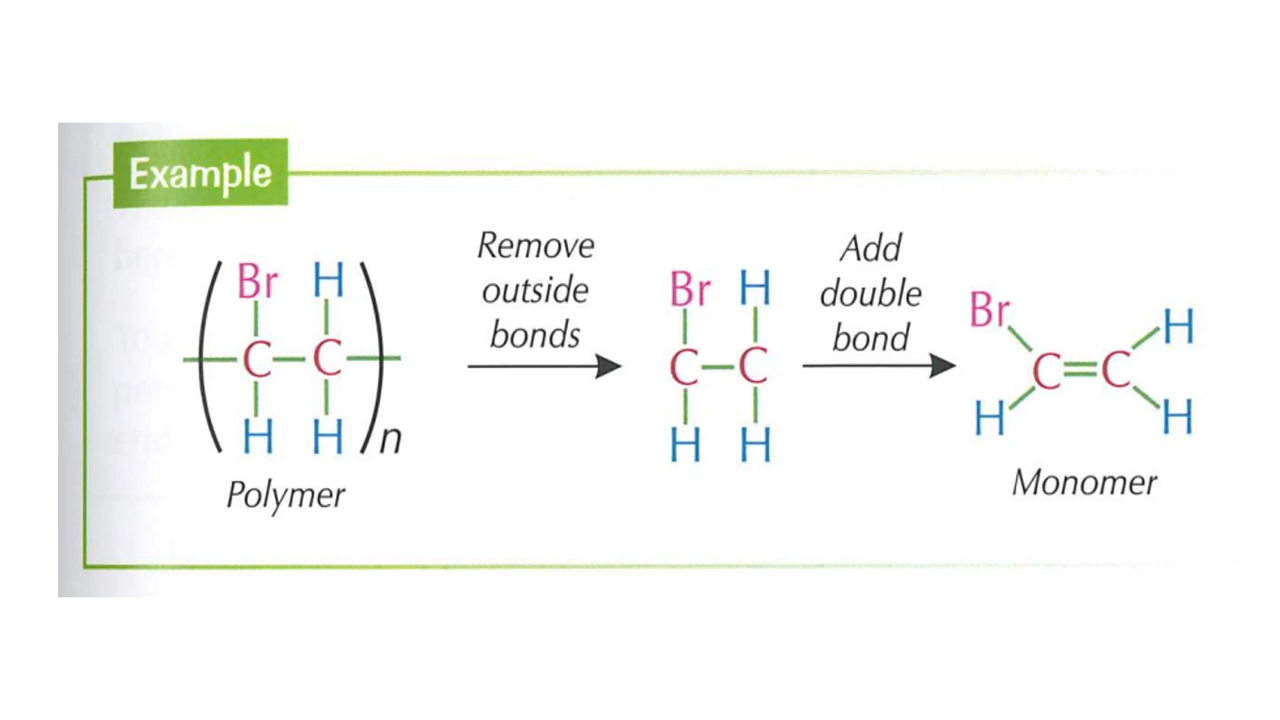 Example
Br H
C C
H H n
Polymer
Remove
outside
bonds
Br H
C C
H H
Add
double
bond
Br H
C C
H H
Monomer